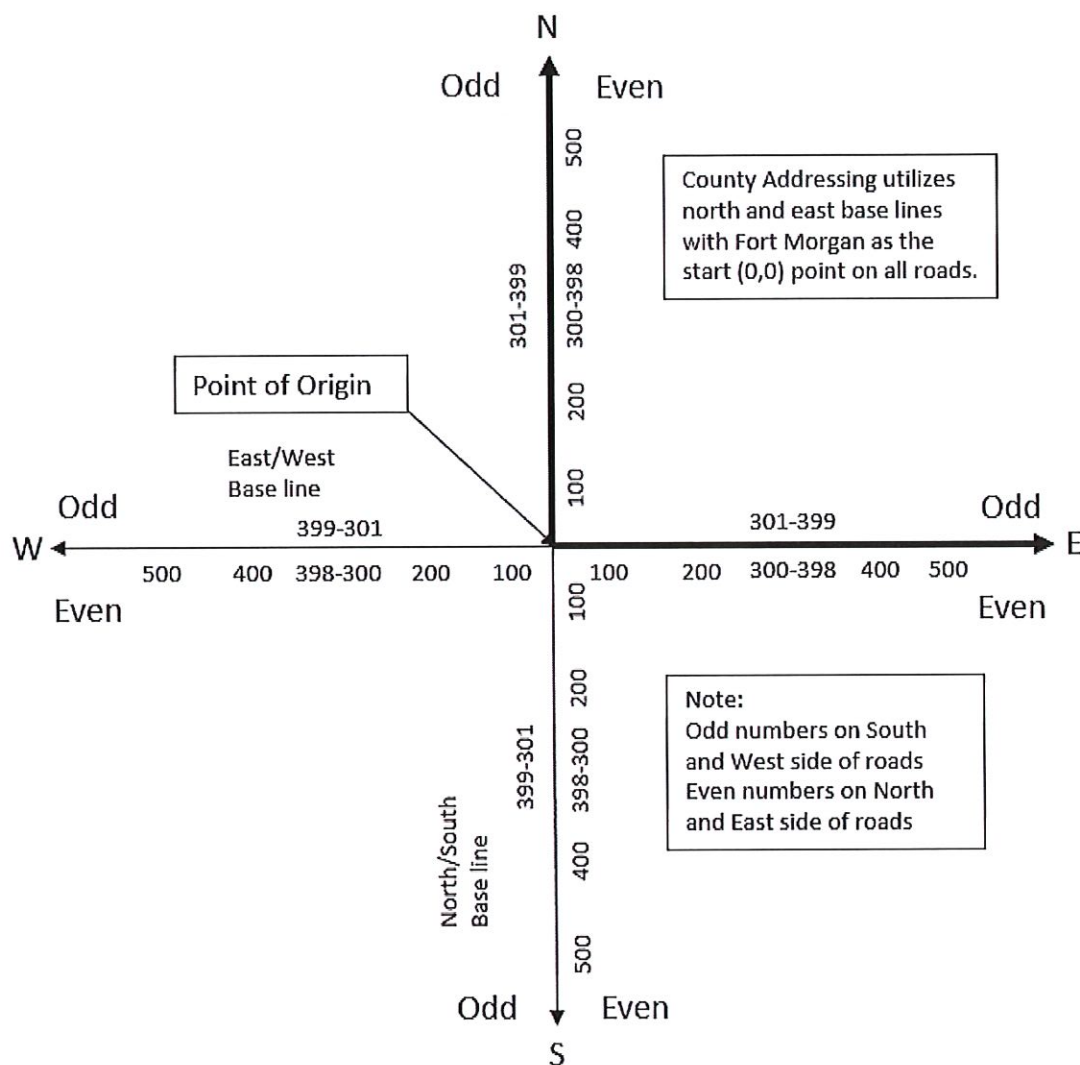 N
Odd
Even
500
400
300-398
301-399
200
100
County Addressing utilizes
north and east base lines
with Fort Morgan as the
start (0,0) point on all roads.
Point of Origin
East/West
Base line
Odd
399-301
301-399
Odd
W
E
500
400
398-300
200
100
100
200
300-398
400
500
Even
Even
100
200
398-300
399-301
400
500
North/South
Base line
Note:
Odd numbers on South
and West side of roads
Even numbers on North
and East side of roads
Odd
Even
S